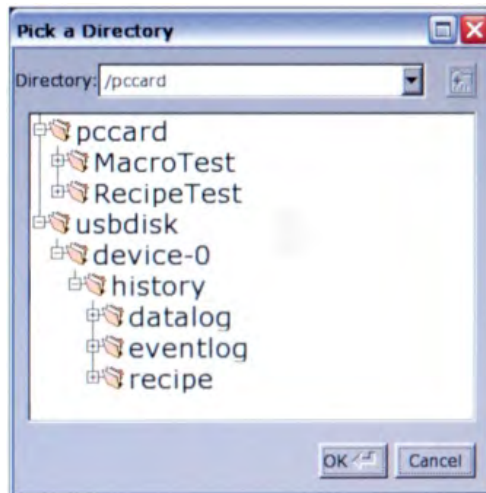 Pick a Directory
Directory: /pccard
pccard
MacroTest
RecipeTest
usbdisk
device-0
history
datalog
eventlog
recipe
OK
Cancel